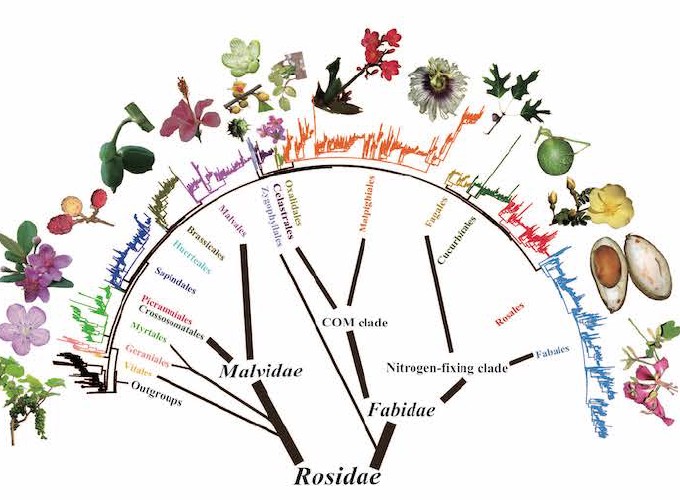 Outgroups
Vitales
Geraniales
Myrtales
Crossosomatales
Picramniales
Sapindales
Huerteales
Brassicales
Malvales
Zygophyllales
Celastrales
Oxalidales
Malpighiales
Fagales
Cucurbitales
Rosales
Fabales
COM clade
Nitrogen-fixing clade
Malvidae
Fabidae
Rosidae